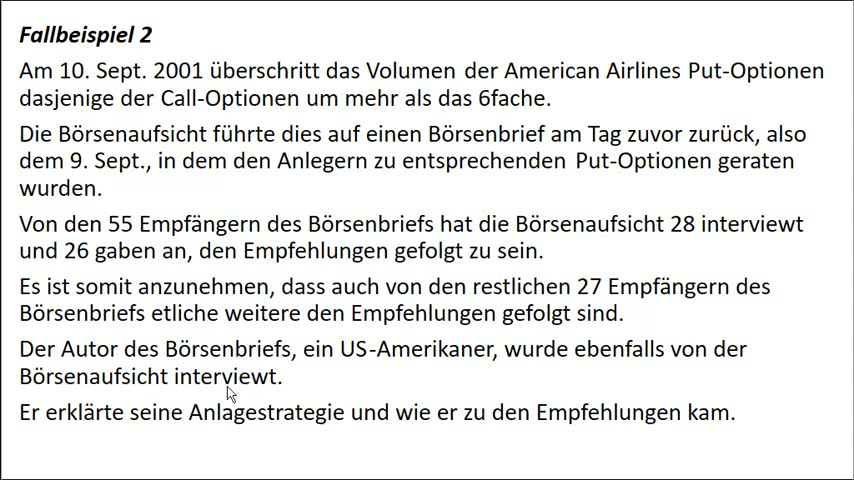 Fallbeispiel 2
Am 10. Sept. 2001 überschritt das Volumen der American Airlines Put-Optionen
dasjenige der Call-Optionen um mehr als das 6fache.
Die Börsenaufsicht führte dies auf einen Börsenbrief am Tag zuvor zurück, also
dem 9. Sept., in dem den Anlegern zu entsprechenden Put-Optionen geraten
wurden.
Von den 55 Empfängern des Börsenbriefs hat die Börsenaufsicht 28 interviewt
und 26 gaben an, den Empfehlungen gefolgt zu sein.
Es ist somit anzunehmen, dass auch von den restlichen 27 Empfängern des
Börsenbriefs etliche weitere den Empfehlungen gefolgt sind.
Der Autor des Börsenbriefs, ein US-Amerikaner, wurde ebenfalls von der
Börsenaufsicht interviewt.
Er erklärte seine Anlagestrategie und wie er zu den Empfehlungen kam.